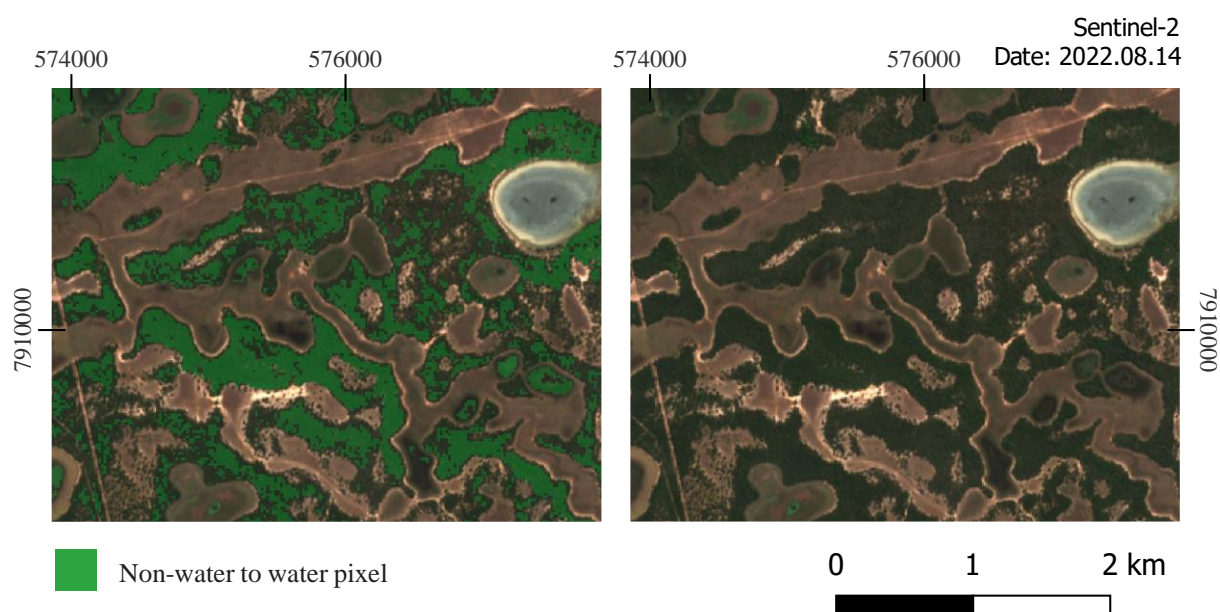 Sentinel-2
Date: 2022.08.14
574000 576000 574000 576000
7910000 7910000
Non-water to water pixel
0 1 2 km